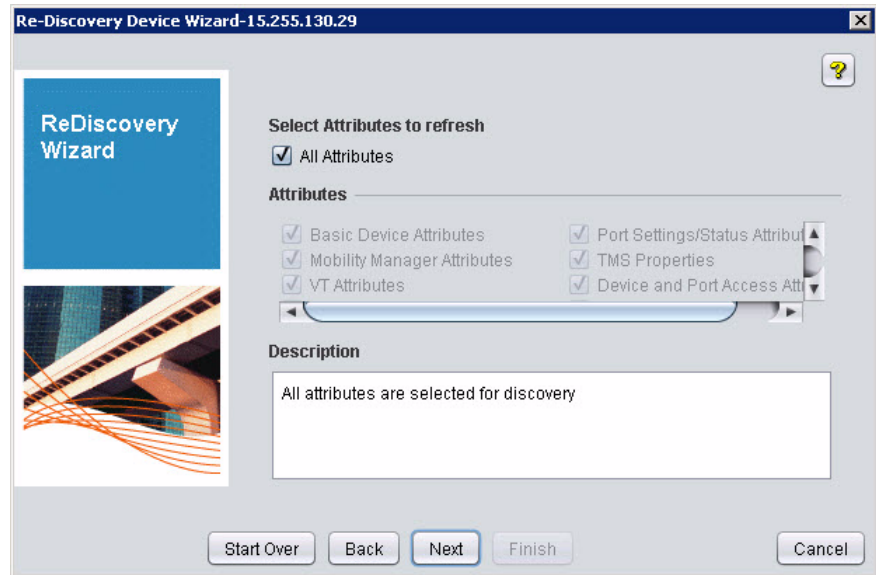 Re-Discovery Device Wizard-15.255.130.29
?
ReDiscovery
Wizard
Select Attributes to refresh
All Attributes
Attributes
Basic Device Attributes
Port Settings/Status Attribut
Mobility Manager Attributes
TMS Properties
VT Attributes
Device and Port Access Attr
Description
All attributes are selected for discovery
Start Over
Back
Next
Finish
Cancel